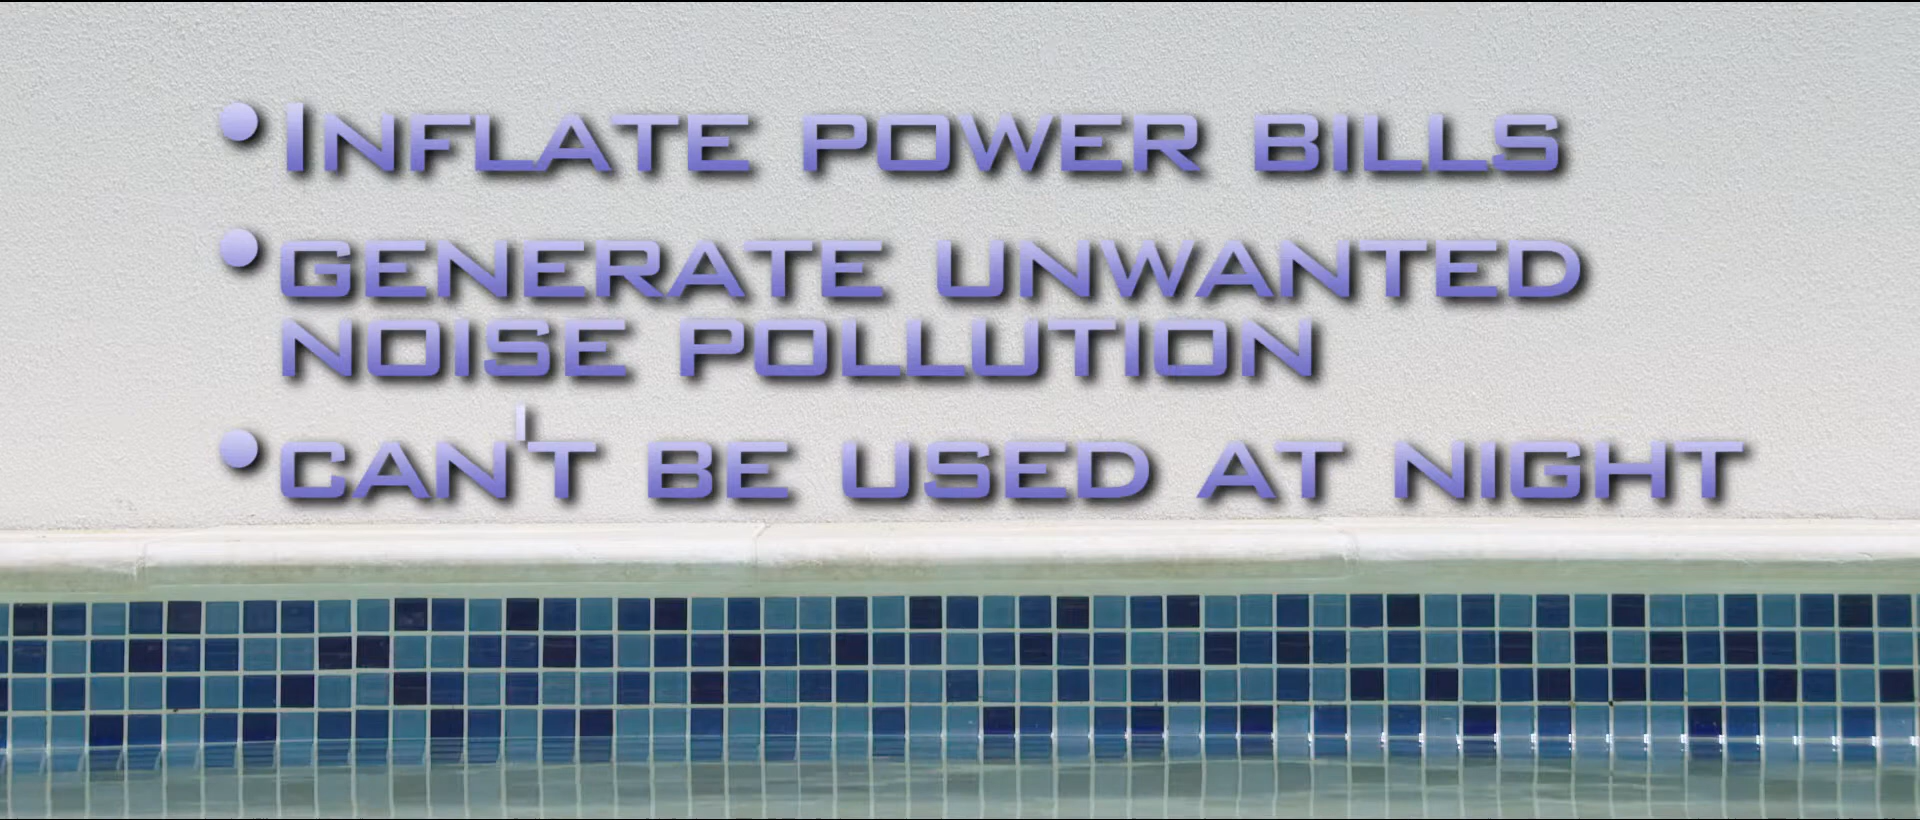 • Inflate power bills
• generate unwanted
noise pollution
• can't be used at night